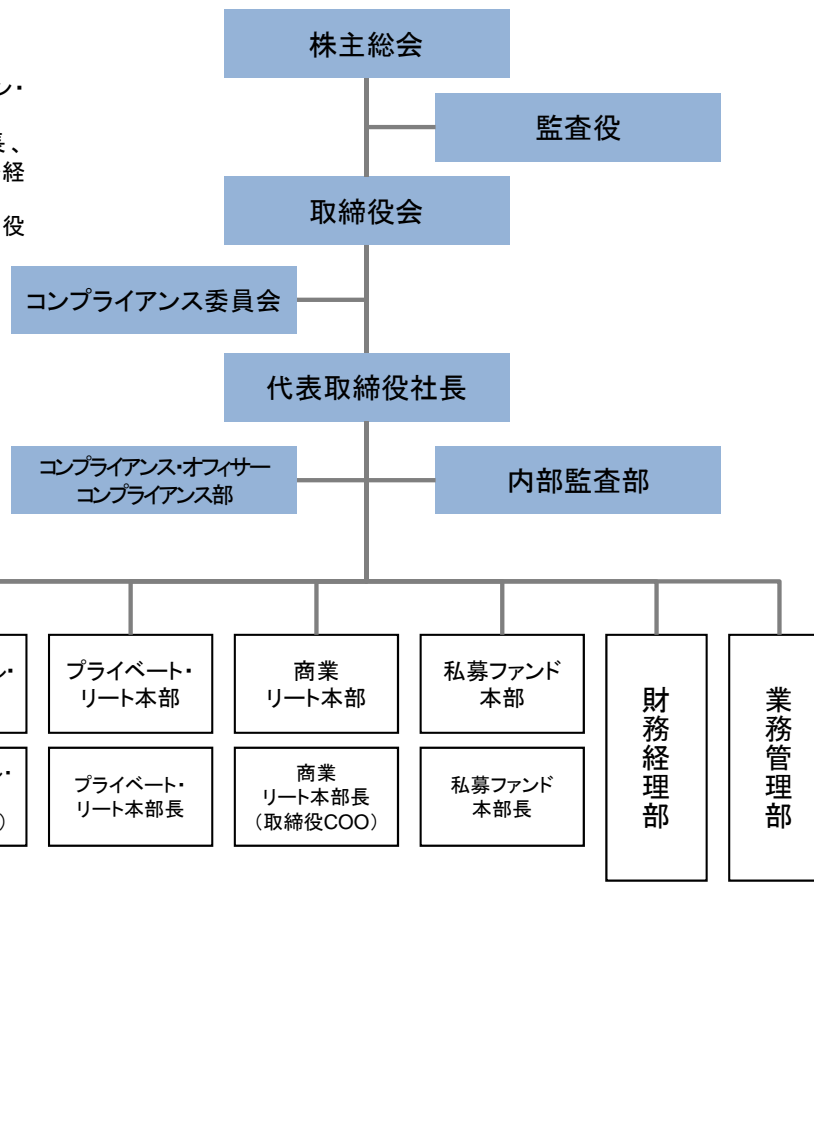 株主総会
ン・
監査役
長、
経
取締役会
役
コンプライアンス委員会
代表取締役社長
コンプライアンス・オフィサー
コンプライアンス部
内部監査部
ル・
プライベート・
リート本部
商業
リート本部
私募ファンド
本部
財務経理部
業務管理部
ル・
）
プライベート・
リート本部長
商業
リート本部長
（取締役COO）
私募ファンド
本部長